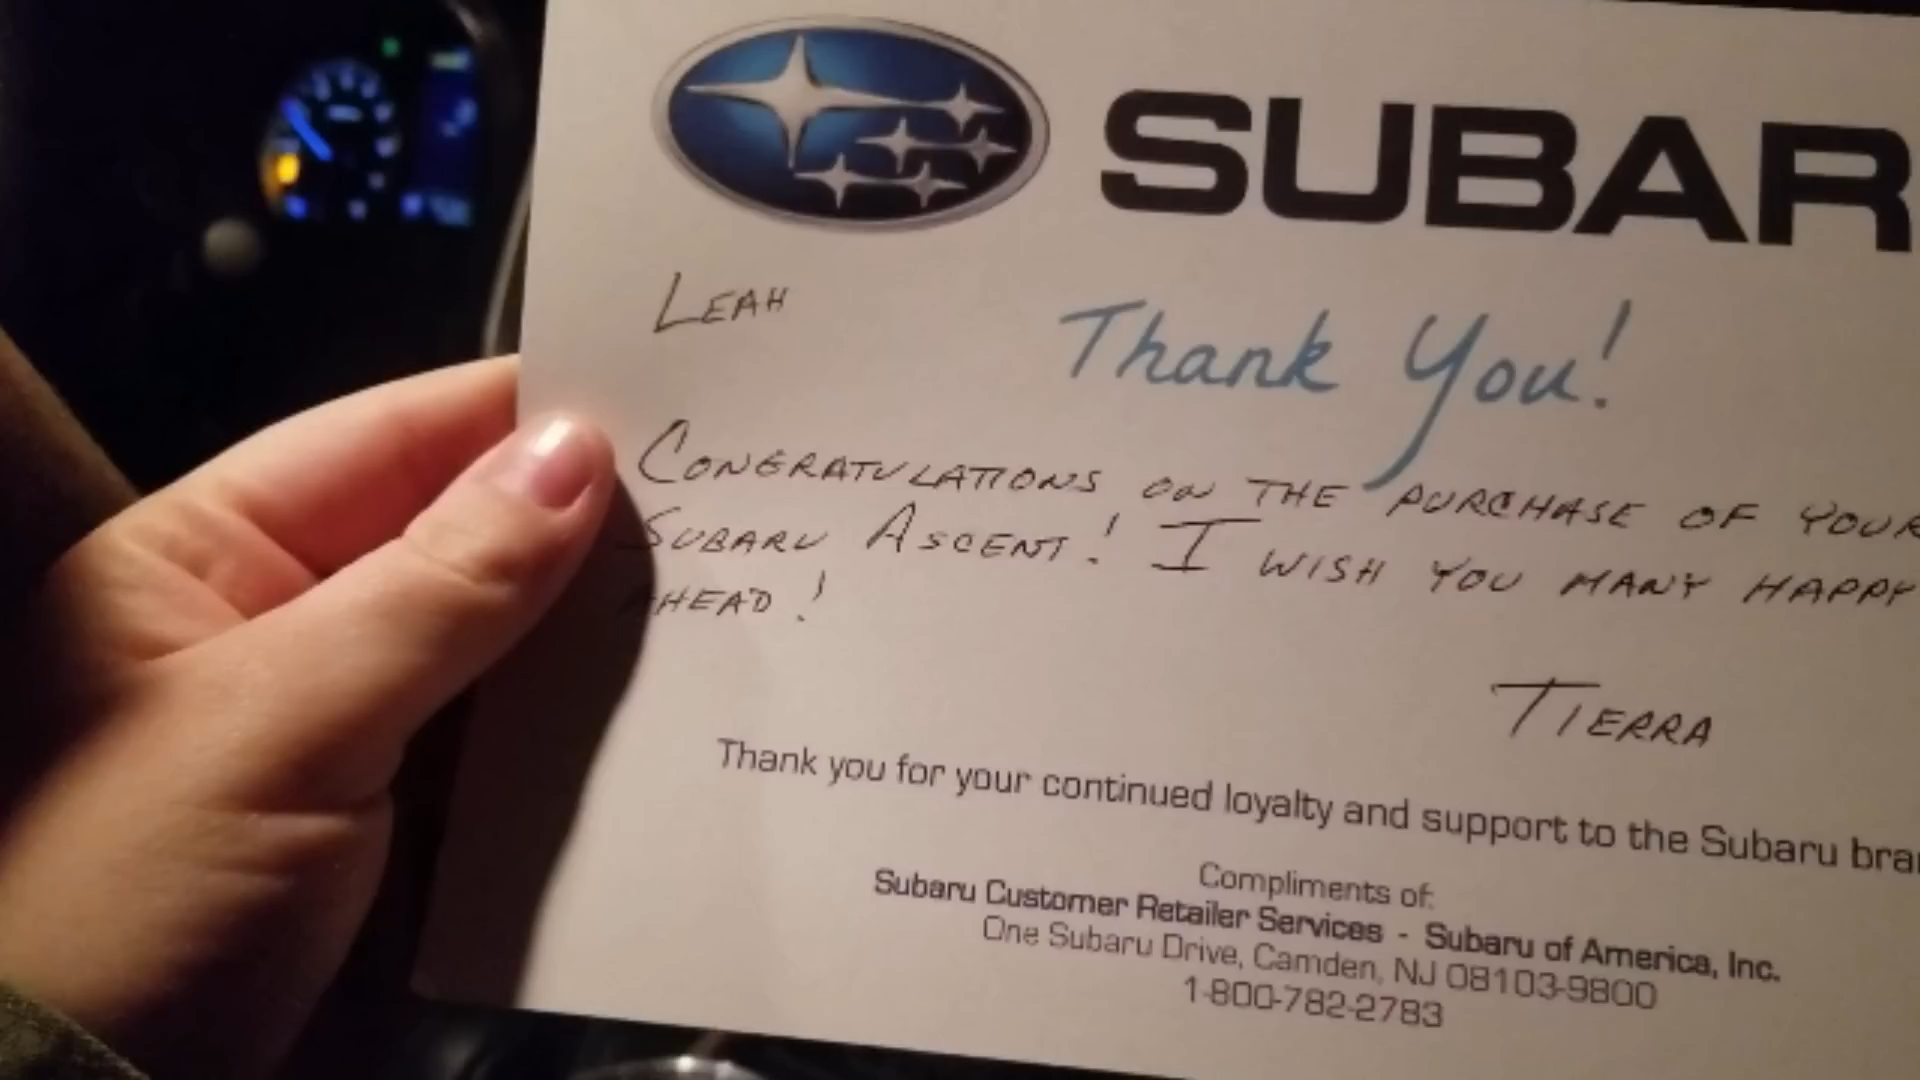 SUBAR
LEAH
Thank You!
CONGRATULATIONS ON THE PURCHASE OF YOUR
SUBARU ASCENT! I WISH YOU MANY HAPPY
AHEAD!
TIERRA
Thank you for your continued loyalty and support to the Subaru bra
Compliments of:
Subaru Customer Retailer Services - Subaru of America, Inc.
One Subaru Drive, Camden, NJ 08103-9800
1-800-782-2783